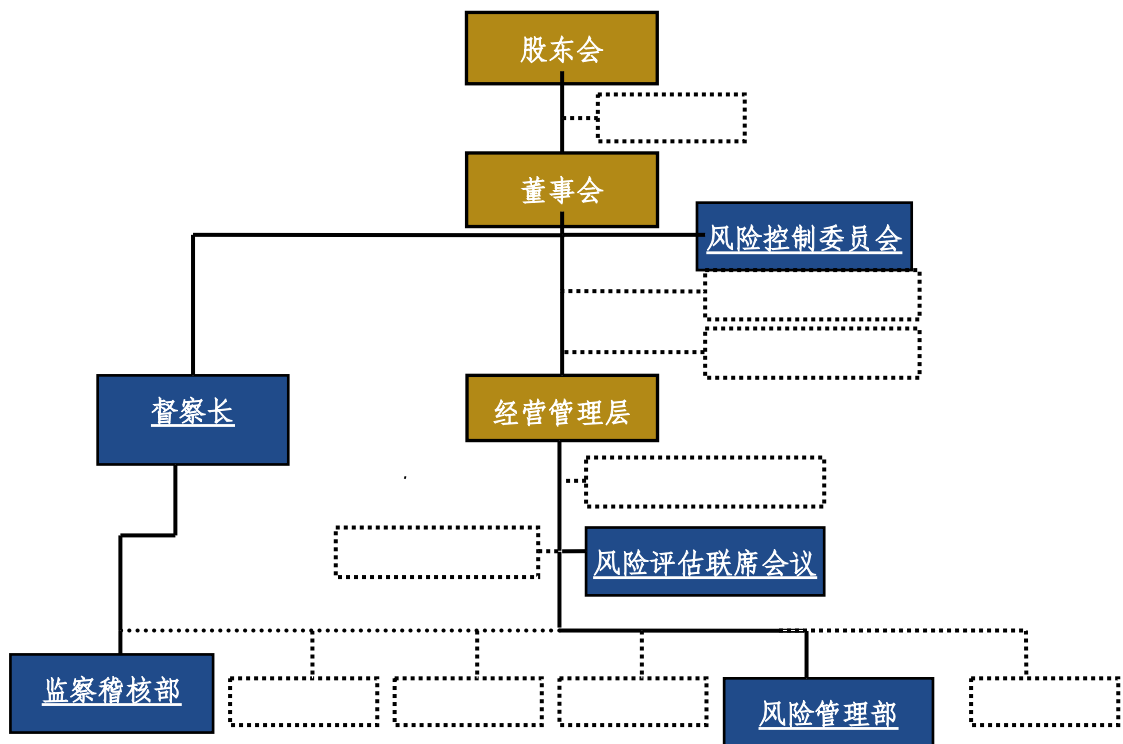 股东会
董事会
风险控制委员会
督察长
经营管理层
风险评估联席会议
监察稽核部
风险管理部